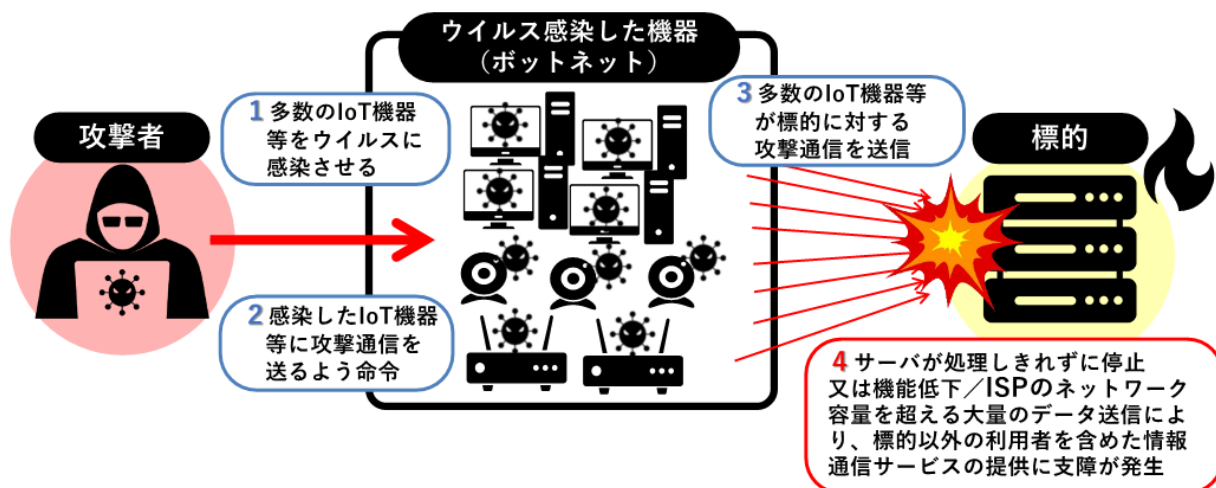 ウイルス感染した機器
（ボットネット）
攻撃者
1 多数のIoT機器
等をウイルスに
感染させる
2 感染したIoT機器
等に攻撃通信を
送るよう命令
3 多数のIoT機器等
が標的に対する
攻撃通信を送信
標的
4 サーバが処理しきれずに停止
又は機能低下／ISPのネットワーク
容量を超える大量のデータ送信によ
り、標的以外の利用者を含めた情報
通信サービスの提供に支障が発生